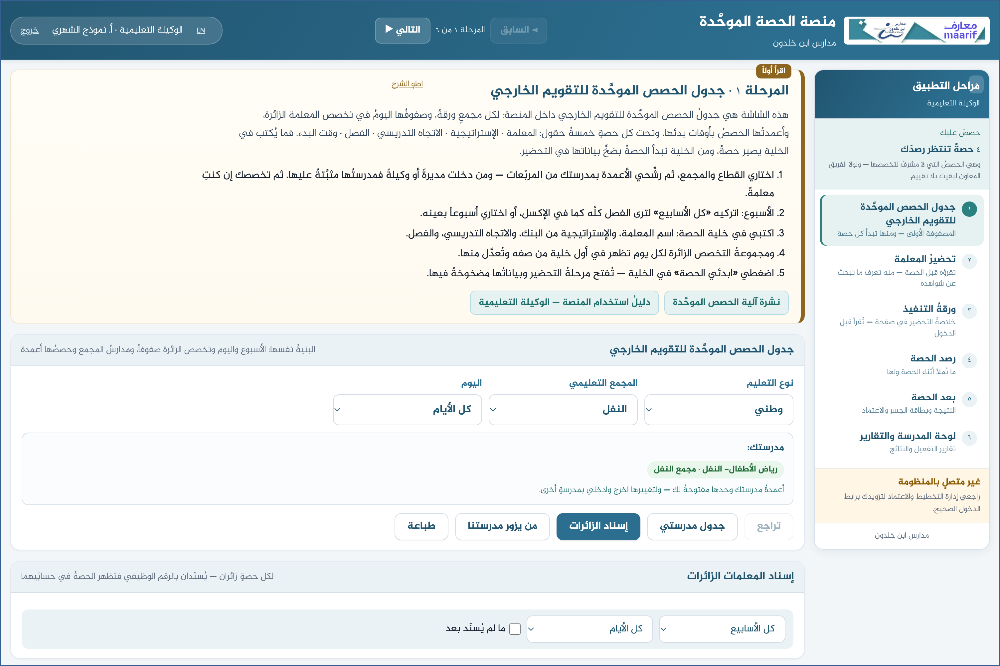 معارف
maarif
مدارس
ابن خلدون
Ibn Khaldon Schools
منصة الحصة الموحَّدة
مدارس ابن خلدون
◄ السابق
المرحلة ١ من ٦
التالي ◀
EN
الوكيلة التعليمية · أ. نموذج الشهري
خروج
مراحل التطبيق
الوكيلة التعليمية
حصصٌ عليك
٤ حصةً تنتظر رصدَك
وهي الحصصُ التي لا مشرفَ لتخصصها — ولولا الفريق
المعاون لبقيت بلا تقييم.
١
جدول الحصص الموحَّدة
للتقويم الخارجي
المصفوفة الأولى — ومنها تبدأ كل حصة
٢
تحضيرُ المعلمة
تقرؤه قبل الحصة — منه تعرف ما تبحث
عن شواهده
٣
ورقةُ التنفيذ
خلاصةُ التحضير في صفحة — تُقرأ قبل
الدخول
٤
رصد الحصة
ما يُملأ أثناء الحصة ولها
٥
بعد الحصة
النتيجة وبطاقة الجسر والاعتماد
٦
لوحة المدرسة والتقارير
تقارير التفعيل والنتائج
غير متصلٍ بالمنظومة
راجعي إدارة التخطيط والاعتماد لتزويدك برابط
الدخول الصحيح.
مدارس ابن خلدون
اقرأ أولاً
المرحلة ١ · جدول الحصص الموحَّدة للتقويم الخارجي
اطوِ الشرح
هذه الشاشة هي جدولُ الحصص الموحَّدة للتقويم الخارجي داخل المنصة: لكل مجمعٍ ورقةٌ، وصفوفُها اليومُ في تخصص المعلمة الزائرة،
وأعمدتُها الحصصُ بأوقات بدئها، وتحت كل حصةٍ خمسةُ حقول: المعلمة · الإستراتيجية · الاتجاه التدريسي · الفصل · وقت البدء. فما يُكتب في
الخلية يصير حصةً، ومن الخلية تبدأ الحصةُ بضخِّ بياناتها في التحضير.
1. اختاري القطاع والمجمع، ثم رشِّحي الأعمدة بمدرستك من المربّعات — ومن دخلت مديرةً أو وكيلةً فمدرستُها مثبَّتةٌ عليها. ثم تخصصك إن كنتِ
معلمةً.
2. الأسبوع: اتركيه «كل الأسابيع» لترى الفصل كلَّه كما في الإكسل، أو اختاري أسبوعاً بعينه.
3. اكتبي في خلية الحصة: اسم المعلمة، والإستراتيجية من البنك، والاتجاه التدريسي، والفصل.
4. ومجموعةُ التخصص الزائرة لكل يوم تظهر في أول خلية من صفه وتُعدَّل منها.
5. اضغطي «ابدئي الحصة» في الخلية — تُفتح مرحلةُ التحضير وبياناتُها مضخوخةٌ فيها.
نشرة آلية الحصص الموحَّدة
دليلُ استخدام المنصة — الوكيلة التعليمية
جدول الحصص الموحَّدة للتقويم الخارجي
البنيةُ نفسها: الأسبوع واليوم وتخصص الزائرة صفوفاً، ومدارسُ المجمع وحصصُها أعمدة
نوع التعليم
المجمع التعليمي
اليوم
وطني
النفل
كل الأيام
مدرستك:
رياض الأطفال- النفل · مجمع النفل
أعمدةُ مدرستك وحدها مفتوحةٌ لك — ولتغييرها اخرج وادخلي بمدرسةٍ أخرى.
تراجع
جدول مدرستي
إسناد الزائرات
من يزور مدرستنا
طباعة
إسناد المعلمات الزائرات
لكل حصةٍ زائران — يُسنَدان بالرقم الوظيفي فتظهر الحصةُ في حسابَيهما
كل الأسابيع
كل الأيام
ما لم يُسنَد بعد